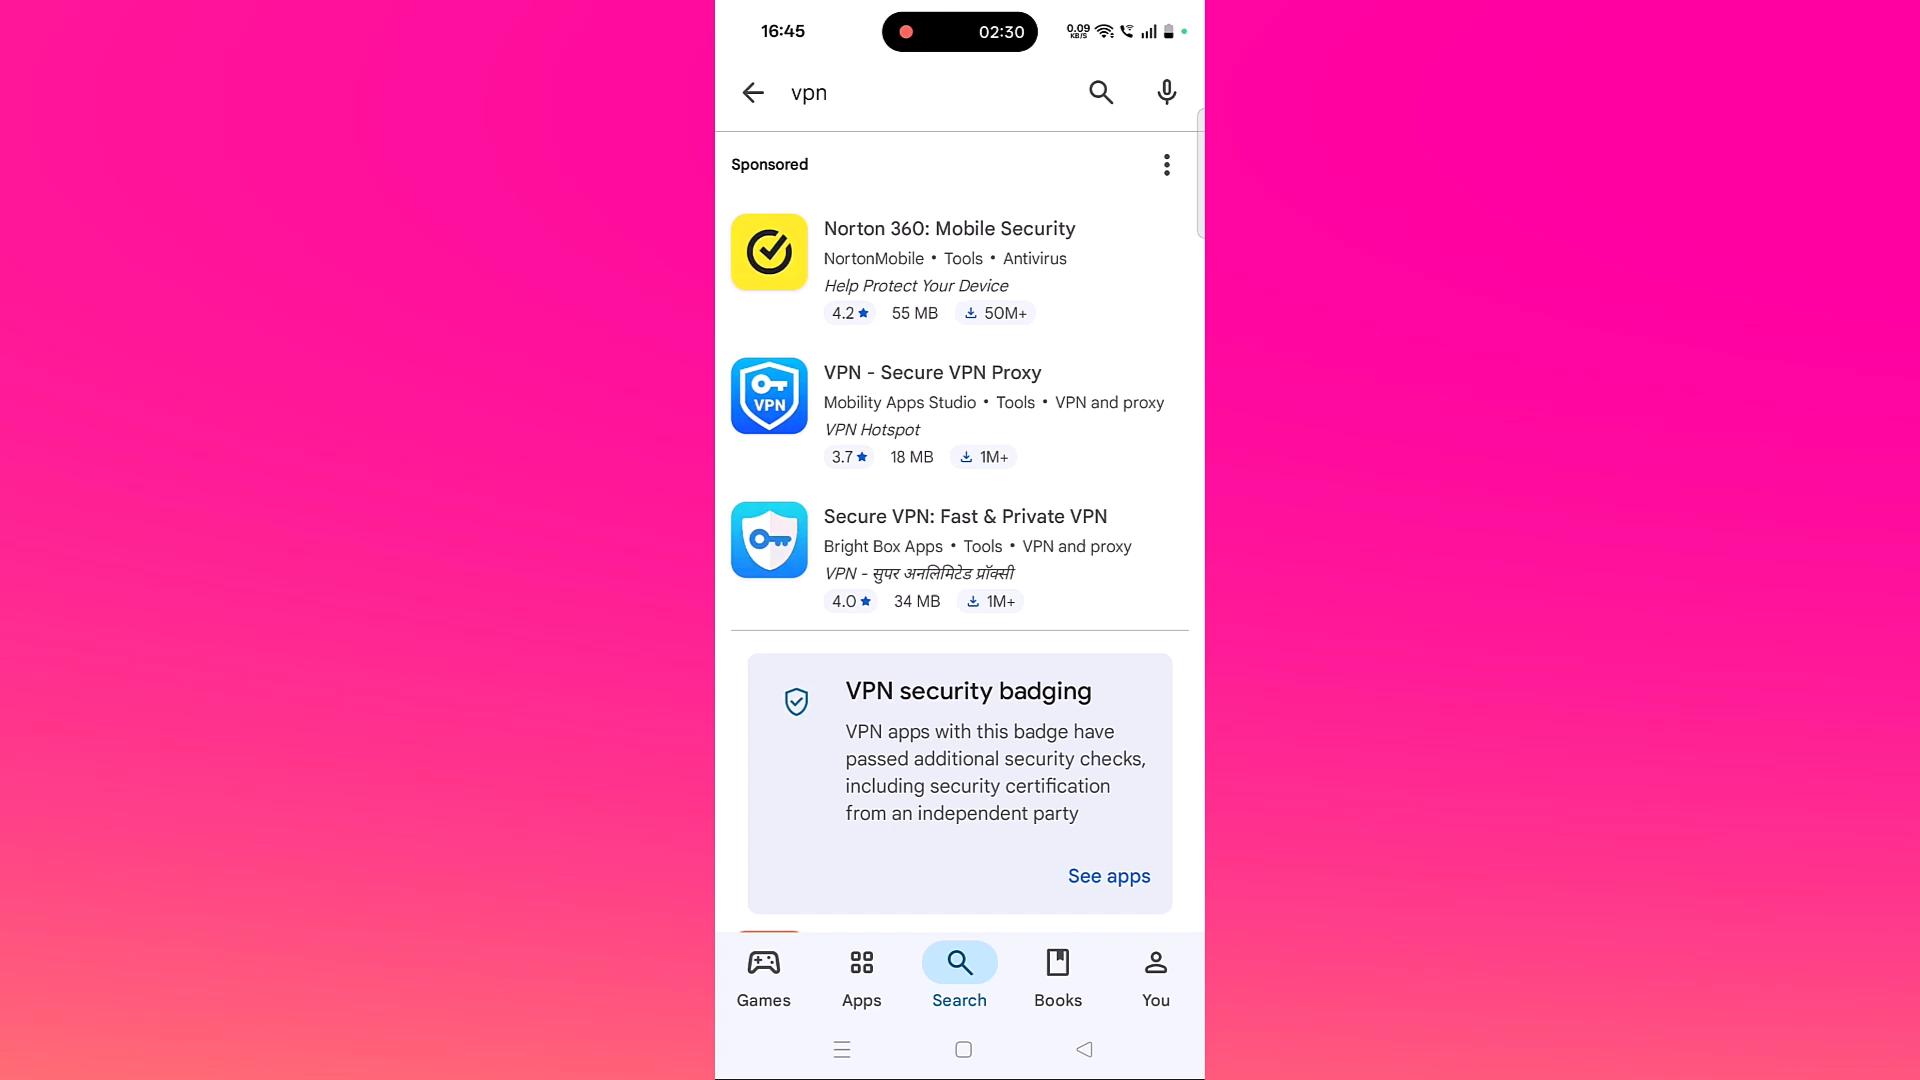 16:45
02:30
0.09
KB/S
vpn
Sponsored
Norton 360: Mobile Security
NortonMobile • Tools • Antivirus
Help Protect Your Device
4.2 55 MB 50M+
VPN
VPN - Secure VPN Proxy
Mobility Apps Studio • Tools • VPN and proxy
VPN Hotspot
3.7 18 MB 1M+
Secure VPN: Fast & Private VPN
Bright Box Apps • Tools • VPN and proxy
VPN - सुपर अनलिमिटेड प्रॉक्सी
4.0 34 MB 1M+
VPN security badging
VPN apps with this badge have
passed additional security checks,
including security certification
from an independent party
See apps
Games Apps Search Books You